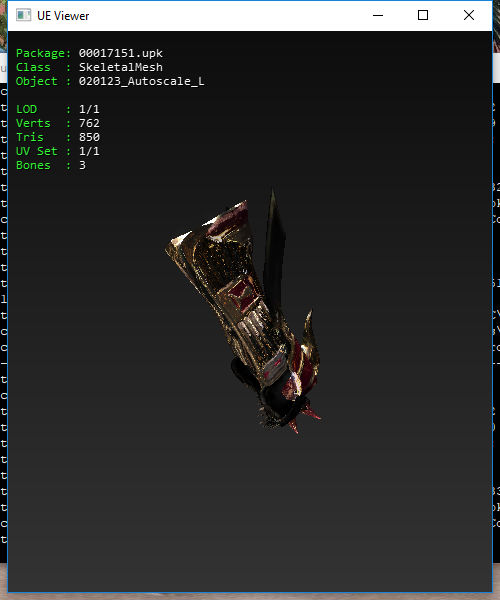 UE Viewer
Package: 00017151.upk
Class  : SkeletalMesh
Object : 020123_Autoscale_L
LOD    : 1/1
Verts  : 762
Tris   : 850
UV Set : 1/1
Bones  : 3